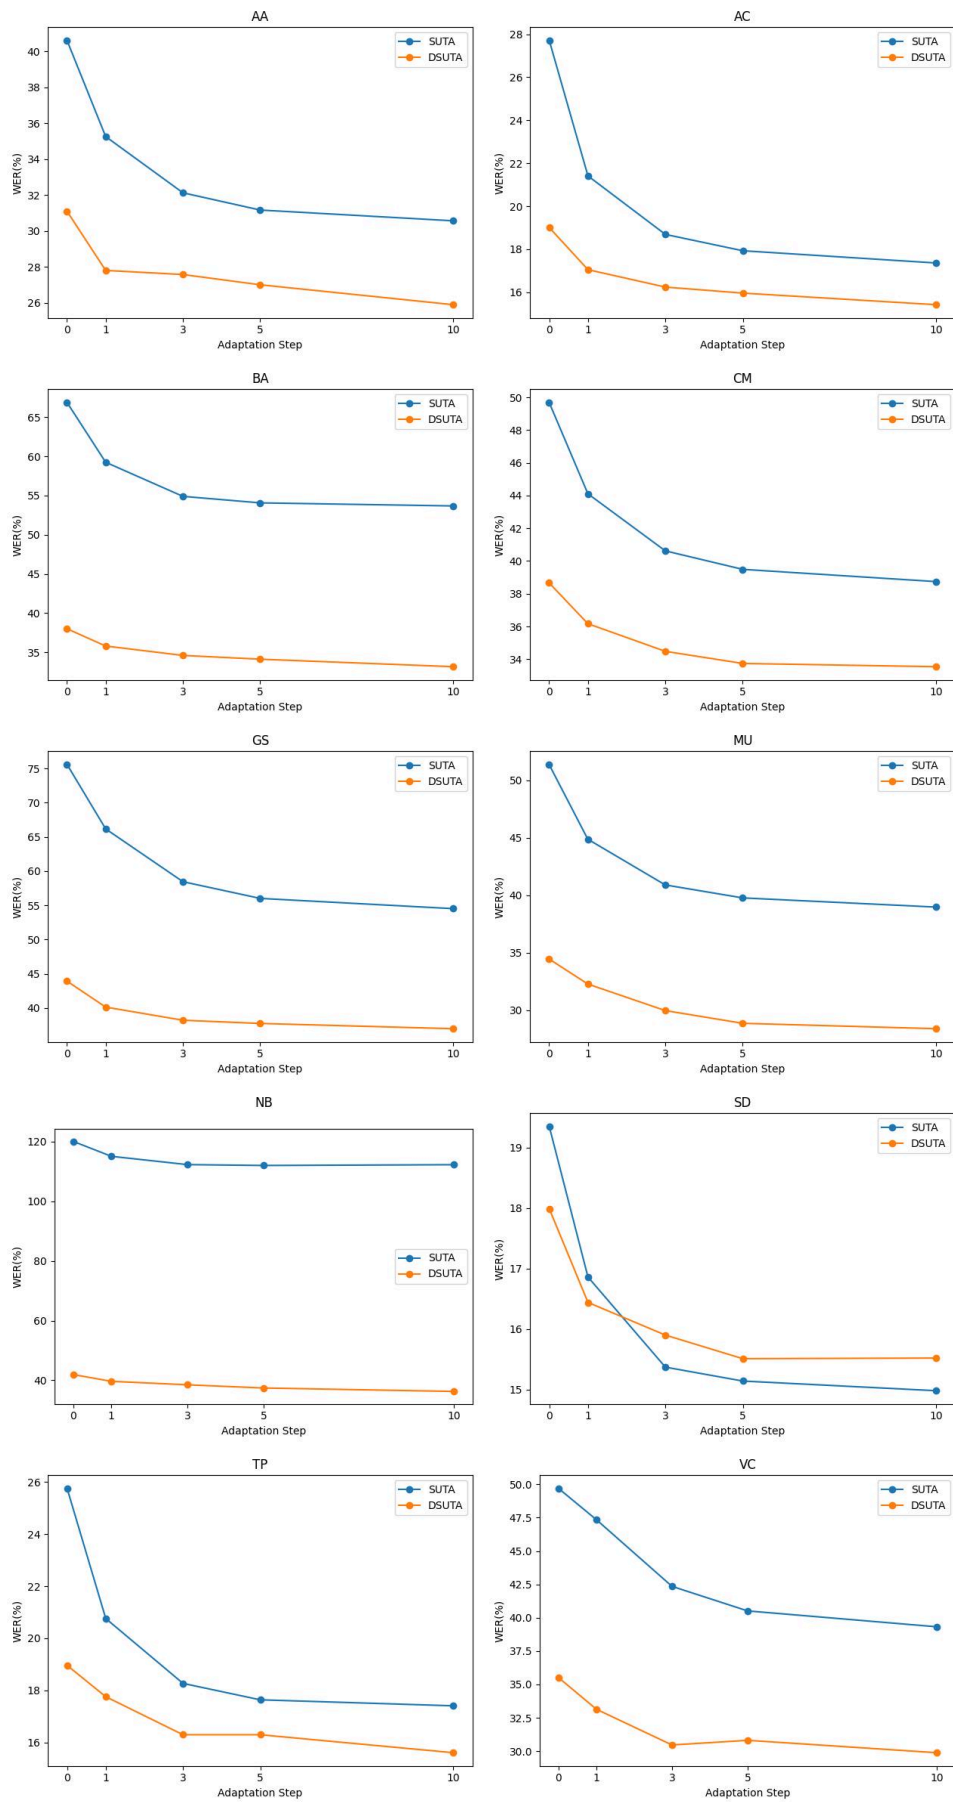 AA
40
38
36
34
32
30
28
26
WER(%)
SUTA
DSUTA
0 1 3 5 10
Adaptation Step
AC
28
26
24
22
20
18
16
WER(%)
SUTA
DSUTA
0 1 3 5 10
Adaptation Step
BA
65
60
55
50
45
40
35
WER(%)
SUTA
DSUTA
0 1 3 5 10
Adaptation Step
CM
50
48
46
44
42
40
38
36
34
WER(%)
SUTA
DSUTA
0 1 3 5 10
Adaptation Step
GS
75
70
65
60
55
50
45
40
WER(%)
SUTA
DSUTA
0 1 3 5 10
Adaptation Step
MU
50
45
40
35
30
WER(%)
SUTA
DSUTA
0 1 3 5 10
Adaptation Step
NB
120
100
80
60
40
WER(%)
SUTA
DSUTA
0 1 3 5 10
Adaptation Step
SD
19
18
17
16
15
WER(%)
SUTA
DSUTA
0 1 3 5 10
Adaptation Step
TP
26
24
22
20
18
16
WER(%)
SUTA
DSUTA
0 1 3 5 10
Adaptation Step
VC
50.0
47.5
45.0
42.5
40.0
37.5
35.0
32.5
30.0
WER(%)
SUTA
DSUTA
0 1 3 5 10
Adaptation Step